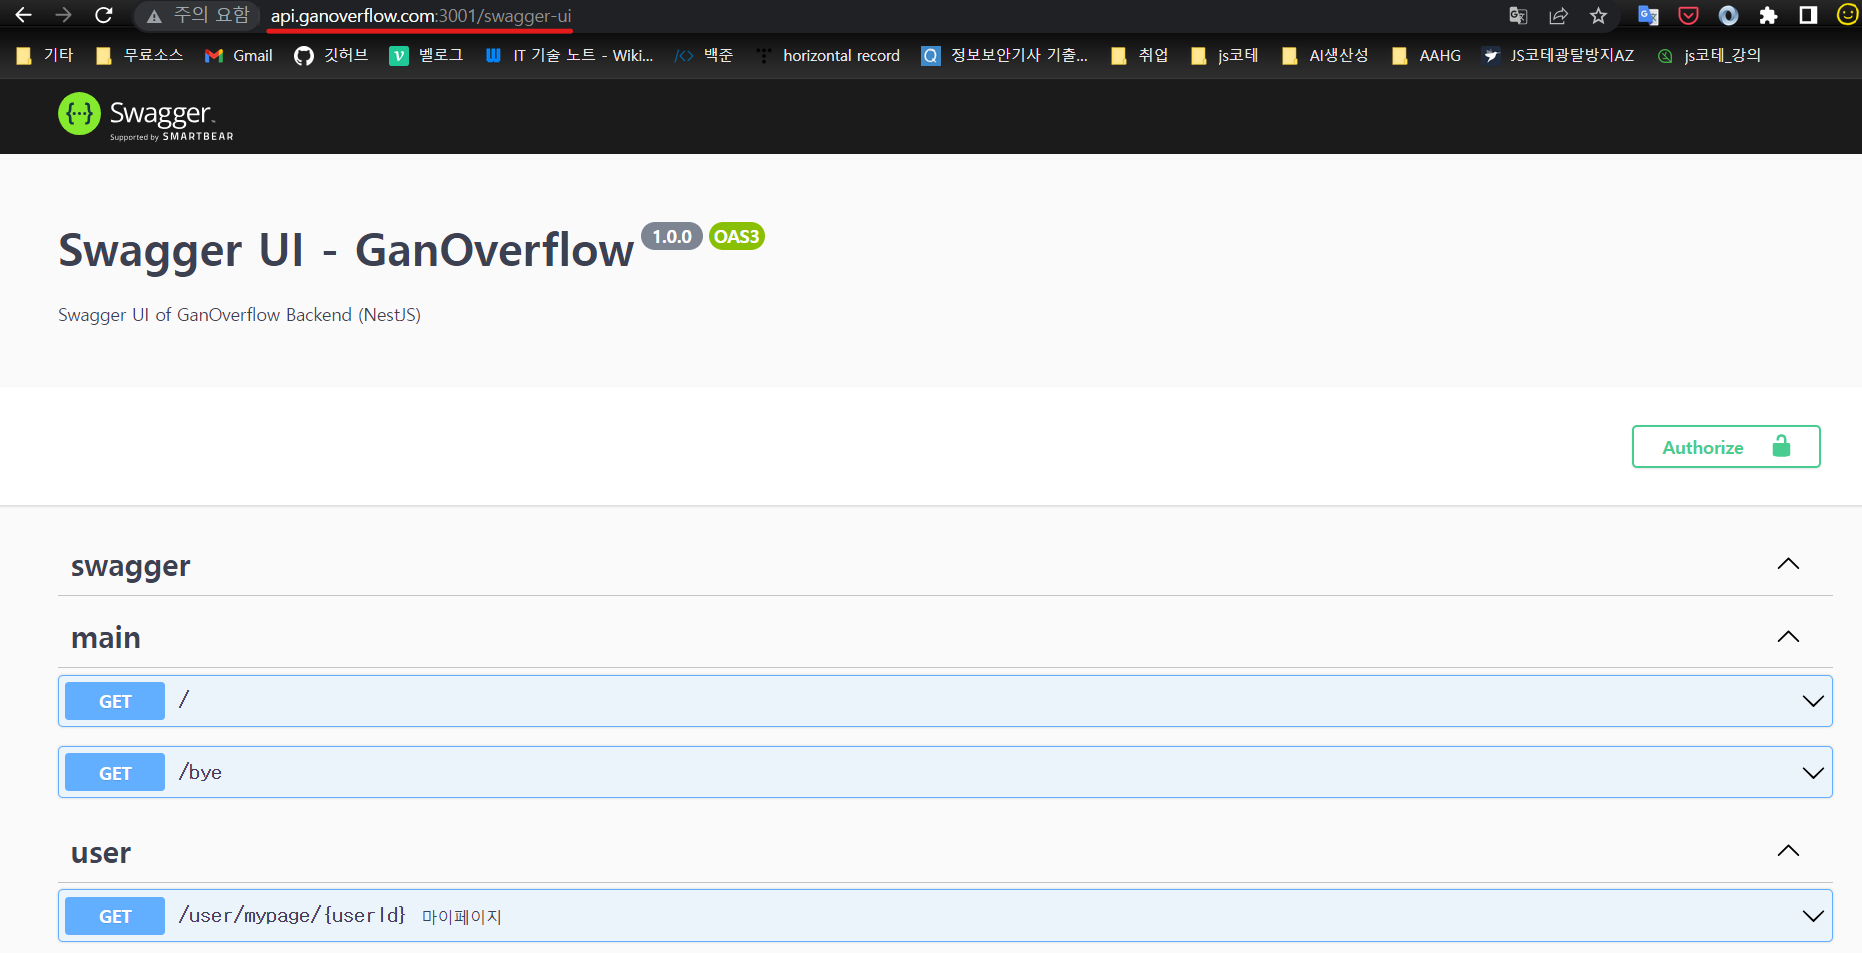 주의 요함 api.ganoverflow.com:3001/swagger-ui
기타 무료소스 Gmail 깃허브 벨로그 IT 기술 노트 - Wiki... 백준 horizontal record 정보보안기사 기출... 취업 js코테 AI생산성 AAHG JS코테광탈방지AZ js코테_강의
{...} Swagger™
Supported by SMARTBEAR
Swagger UI - GanOverflow 1.0.0 OAS3
Swagger UI of GanOverflow Backend (NestJS)
Authorize
swagger
main
GET /
GET /bye
user
GET /user/mypage/{userId} 마이페이지